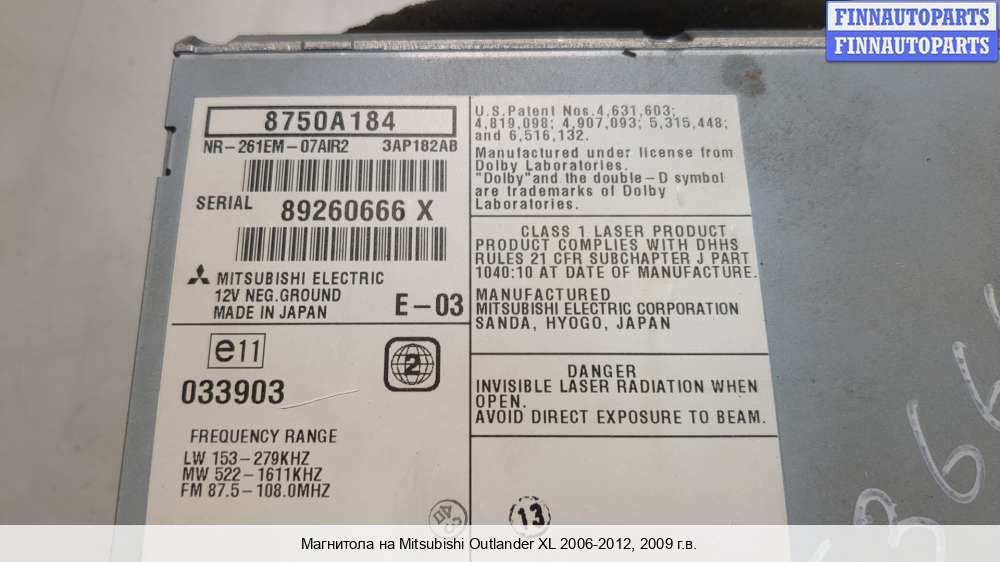 FINNAUTOPARTS
FINNAUTOPARTS
8750A184
NR-261EM-07AIR2 3AP182AB
SERIAL 89260666 X
MITSUBISHI ELECTRIC
12V NEG.GROUND
MADE IN JAPAN E-03
e11
2
033903
FREQUENCY RANGE
LW 153-279KHZ
MW 522-1611KHZ
FM 87.5-108.0MHZ
U.S.Patent Nos.4,631,603;
4,819,098; 4,907,093; 5,315,448;
and 6,516,132.
Manufactured under license from
Dolby Laboratories.
"Dolby"and the double-D symbol
are trademarks of Dolby
Laboratories.
CLASS 1 LASER PRODUCT
PRODUCT COMPLIES WITH DHHS
RULES 21 CFR SUBCHAPTER J PART
1040:10 AT DATE OF MANUFACTURE.
MANUFACTURED
MITSUBISHI ELECTRIC CORPORATION
SANDA, HYOGO, JAPAN
DANGER
INVISIBLE LASER RADIATION WHEN
OPEN.
AVOID DIRECT EXPOSURE TO BEAM.
13
Магнитола на Mitsubishi Outlander XL 2006-2012, 2009 г.в.